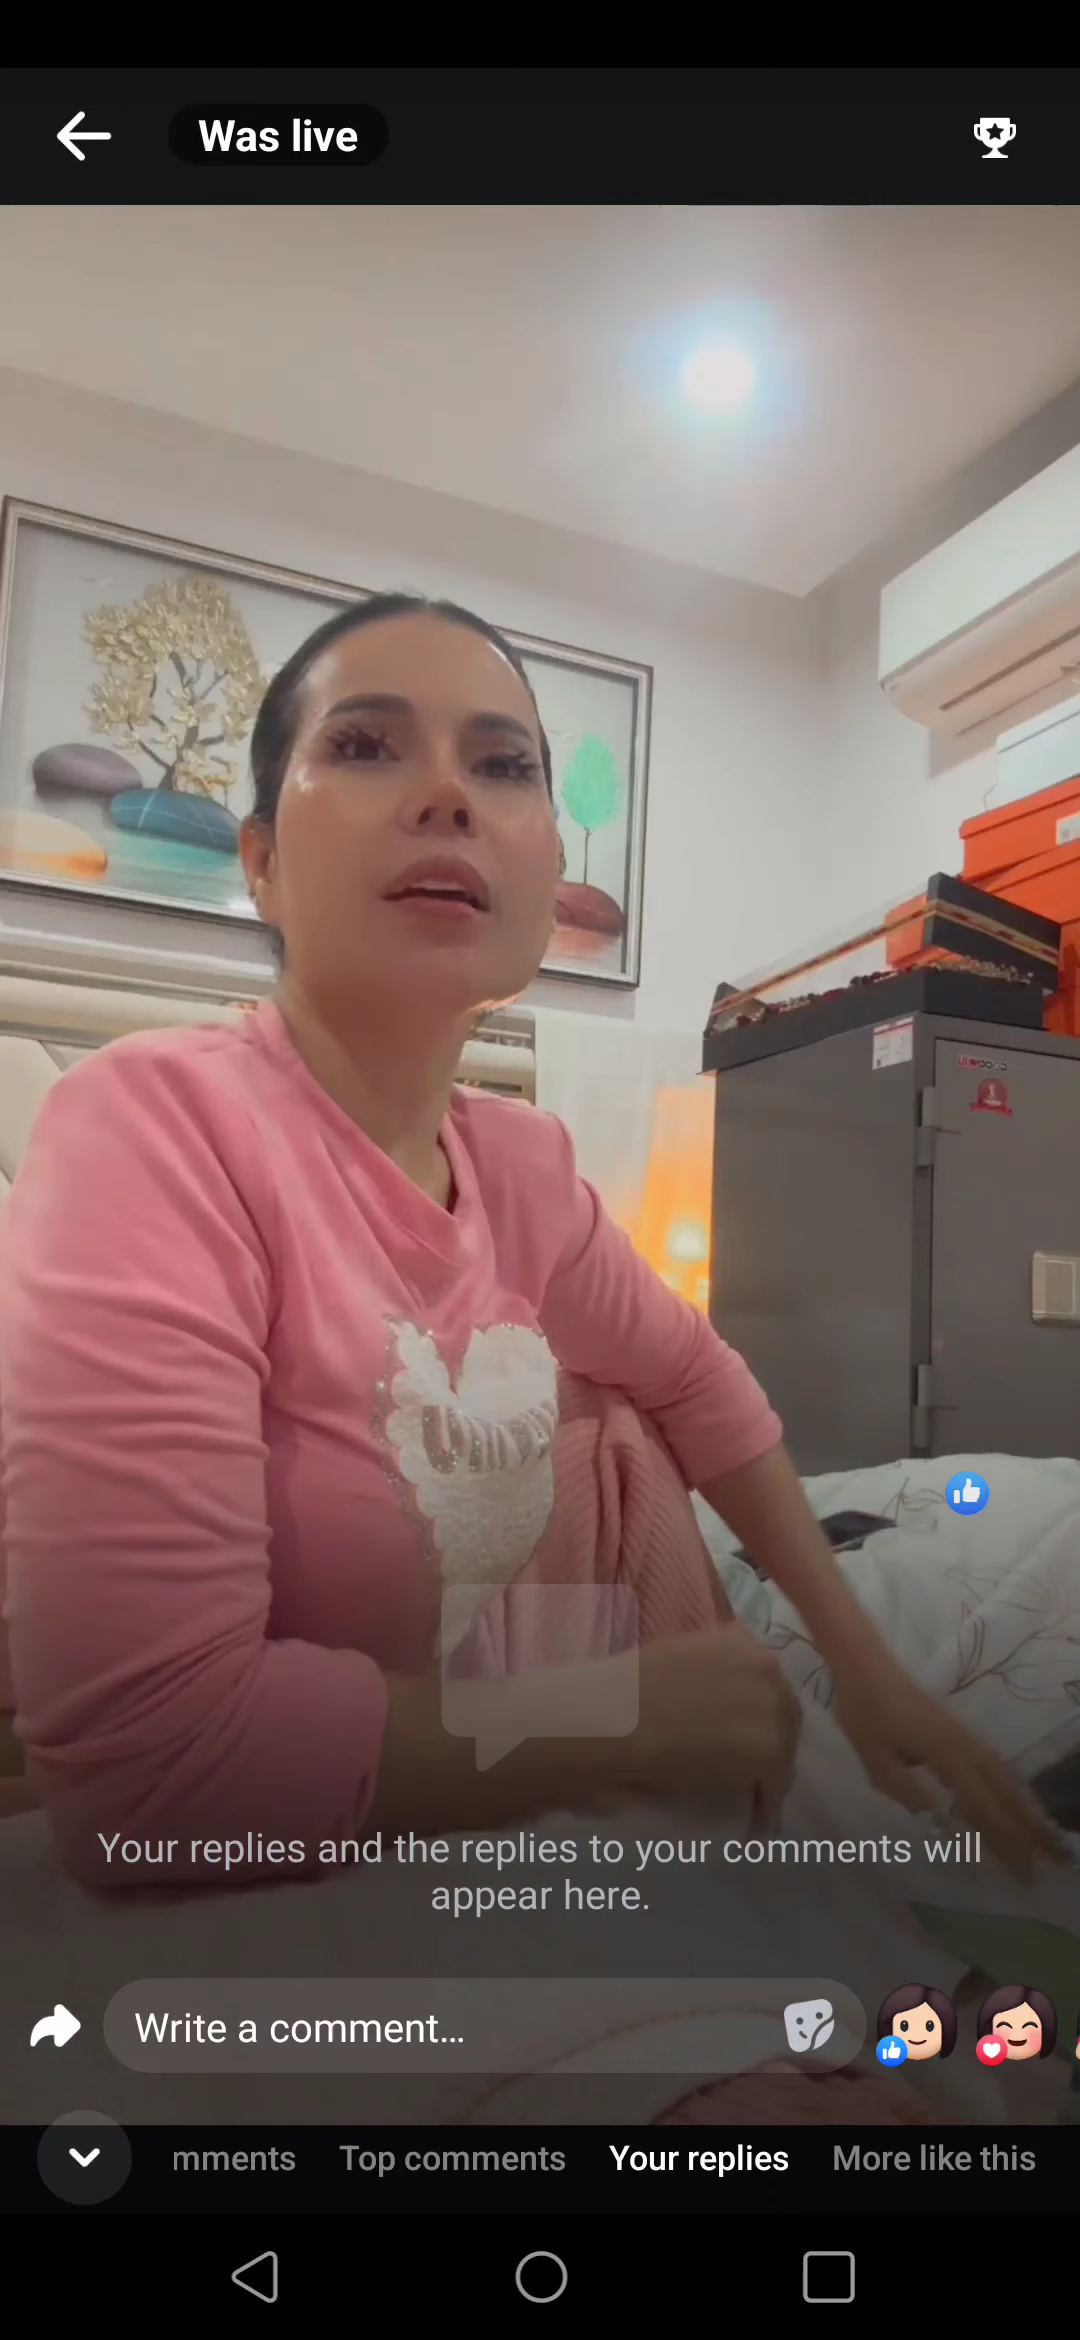 Was live
Your replies and the replies to your comments will
appear here.
Write a comment...
mments
Top comments
Your replies
More like this